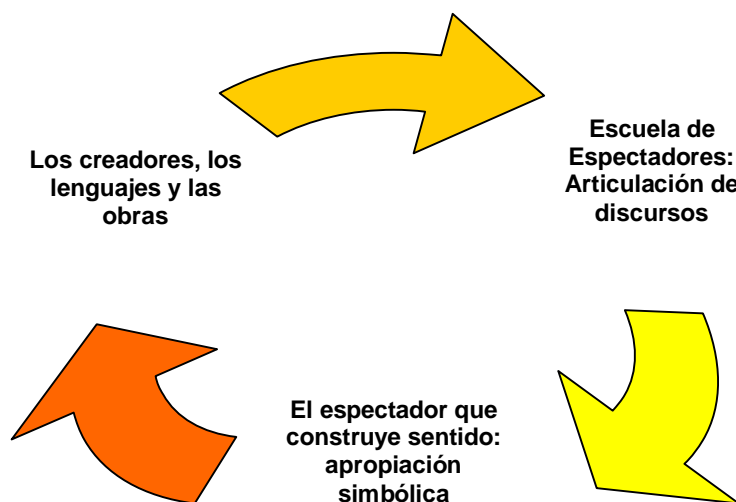 Los creadores, los
lenguajes y las
obras
Escuela de
Espectadores:
Articulación de
discursos
El espectador que
construye sentido:
apropiación
simbólica